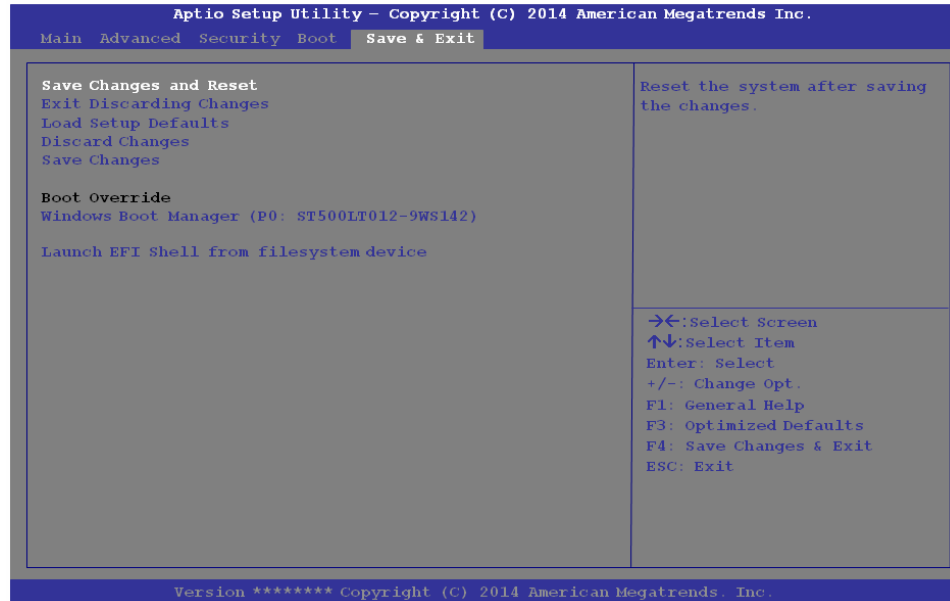 Aptio Setup Utility – Copyright (C) 2014 American Megatrends Inc.
Main Advanced Security Boot Save & Exit
Save Changes and Reset
Exit Discarding Changes
Load Setup Defaults
Discard Changes
Save Changes
Boot Override
Windows Boot Manager (P0: ST500LT012-9WS142)
Launch EFI Shell from filesystem device
Reset the system after saving
the changes.
→←:Select Screen
↑↓:Select Item
Enter: Select
+/-: Change Opt.
F1: General Help
F3: Optimized Defaults
F4: Save Changes & Exit
ESC: Exit
Version ******** Copyright (C) 2014 American Megatrends. Inc.